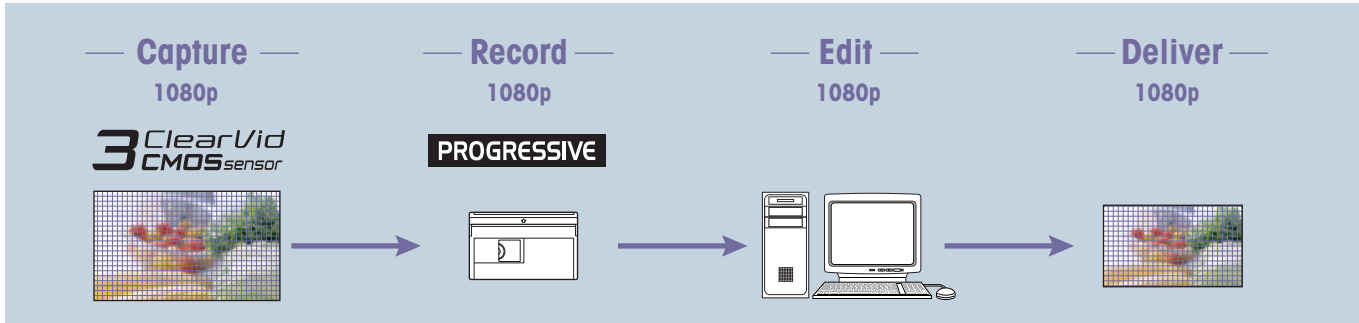 Capture
1080p
3 ClearVid
CMOS sensor
Record
1080p
PROGRESSIVE
Edit
1080p
Deliver
1080p